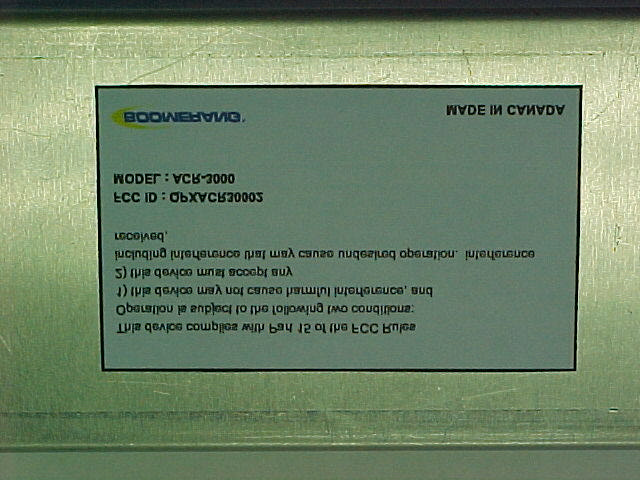 This device complies with Part 15 of the FCC Rules
Operation is subject to the following two conditions:
1) this device may not cause harmful interference, and
2) this device must accept any
including interference that may cause undesired operation. interference
received,
FCC ID : QPXACR30002
MODEL : ACR-3000
BOOMERANG
MADE IN CANADA